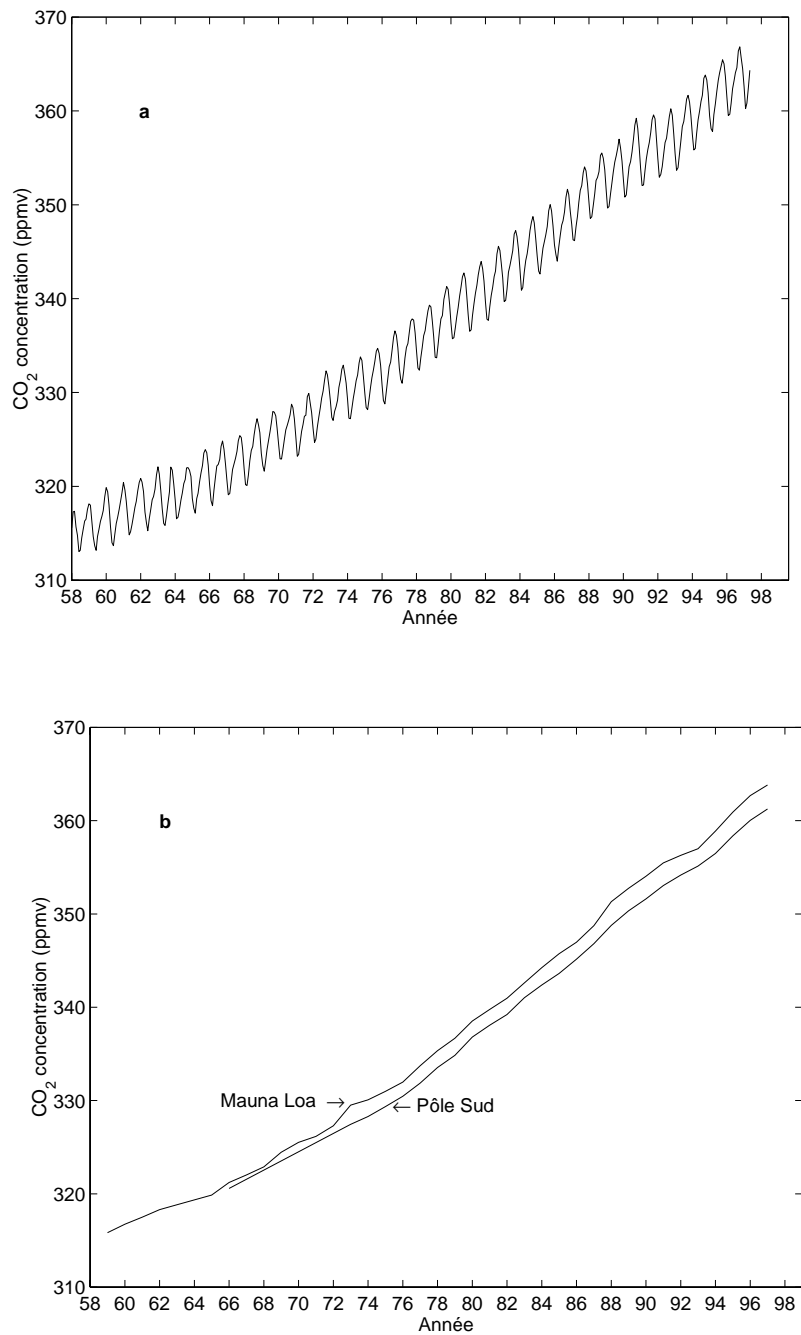 370
360
350
340
330
320
310
CO2 concentration (ppmv)
a
58 60 62 64 66 68 70 72 74 76 78 80 82 84 86 88 90 92 94 96 98
Année
370
360
350
340
330
320
310
CO2 concentration (ppmv)
b
Mauna Loa →
← Pôle Sud
58 60 62 64 66 68 70 72 74 76 78 80 82 84 86 88 90 92 94 96 98
Année